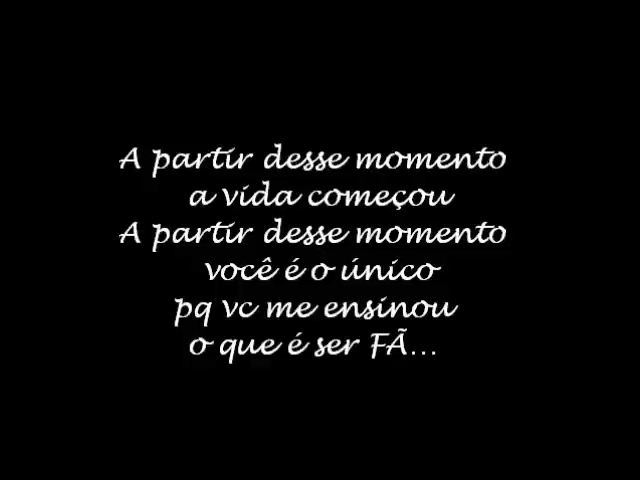 A partir desse momento
a vida começou
A partir desse momento
você é o único
pq vc me ensinou
o que é ser FÃ...